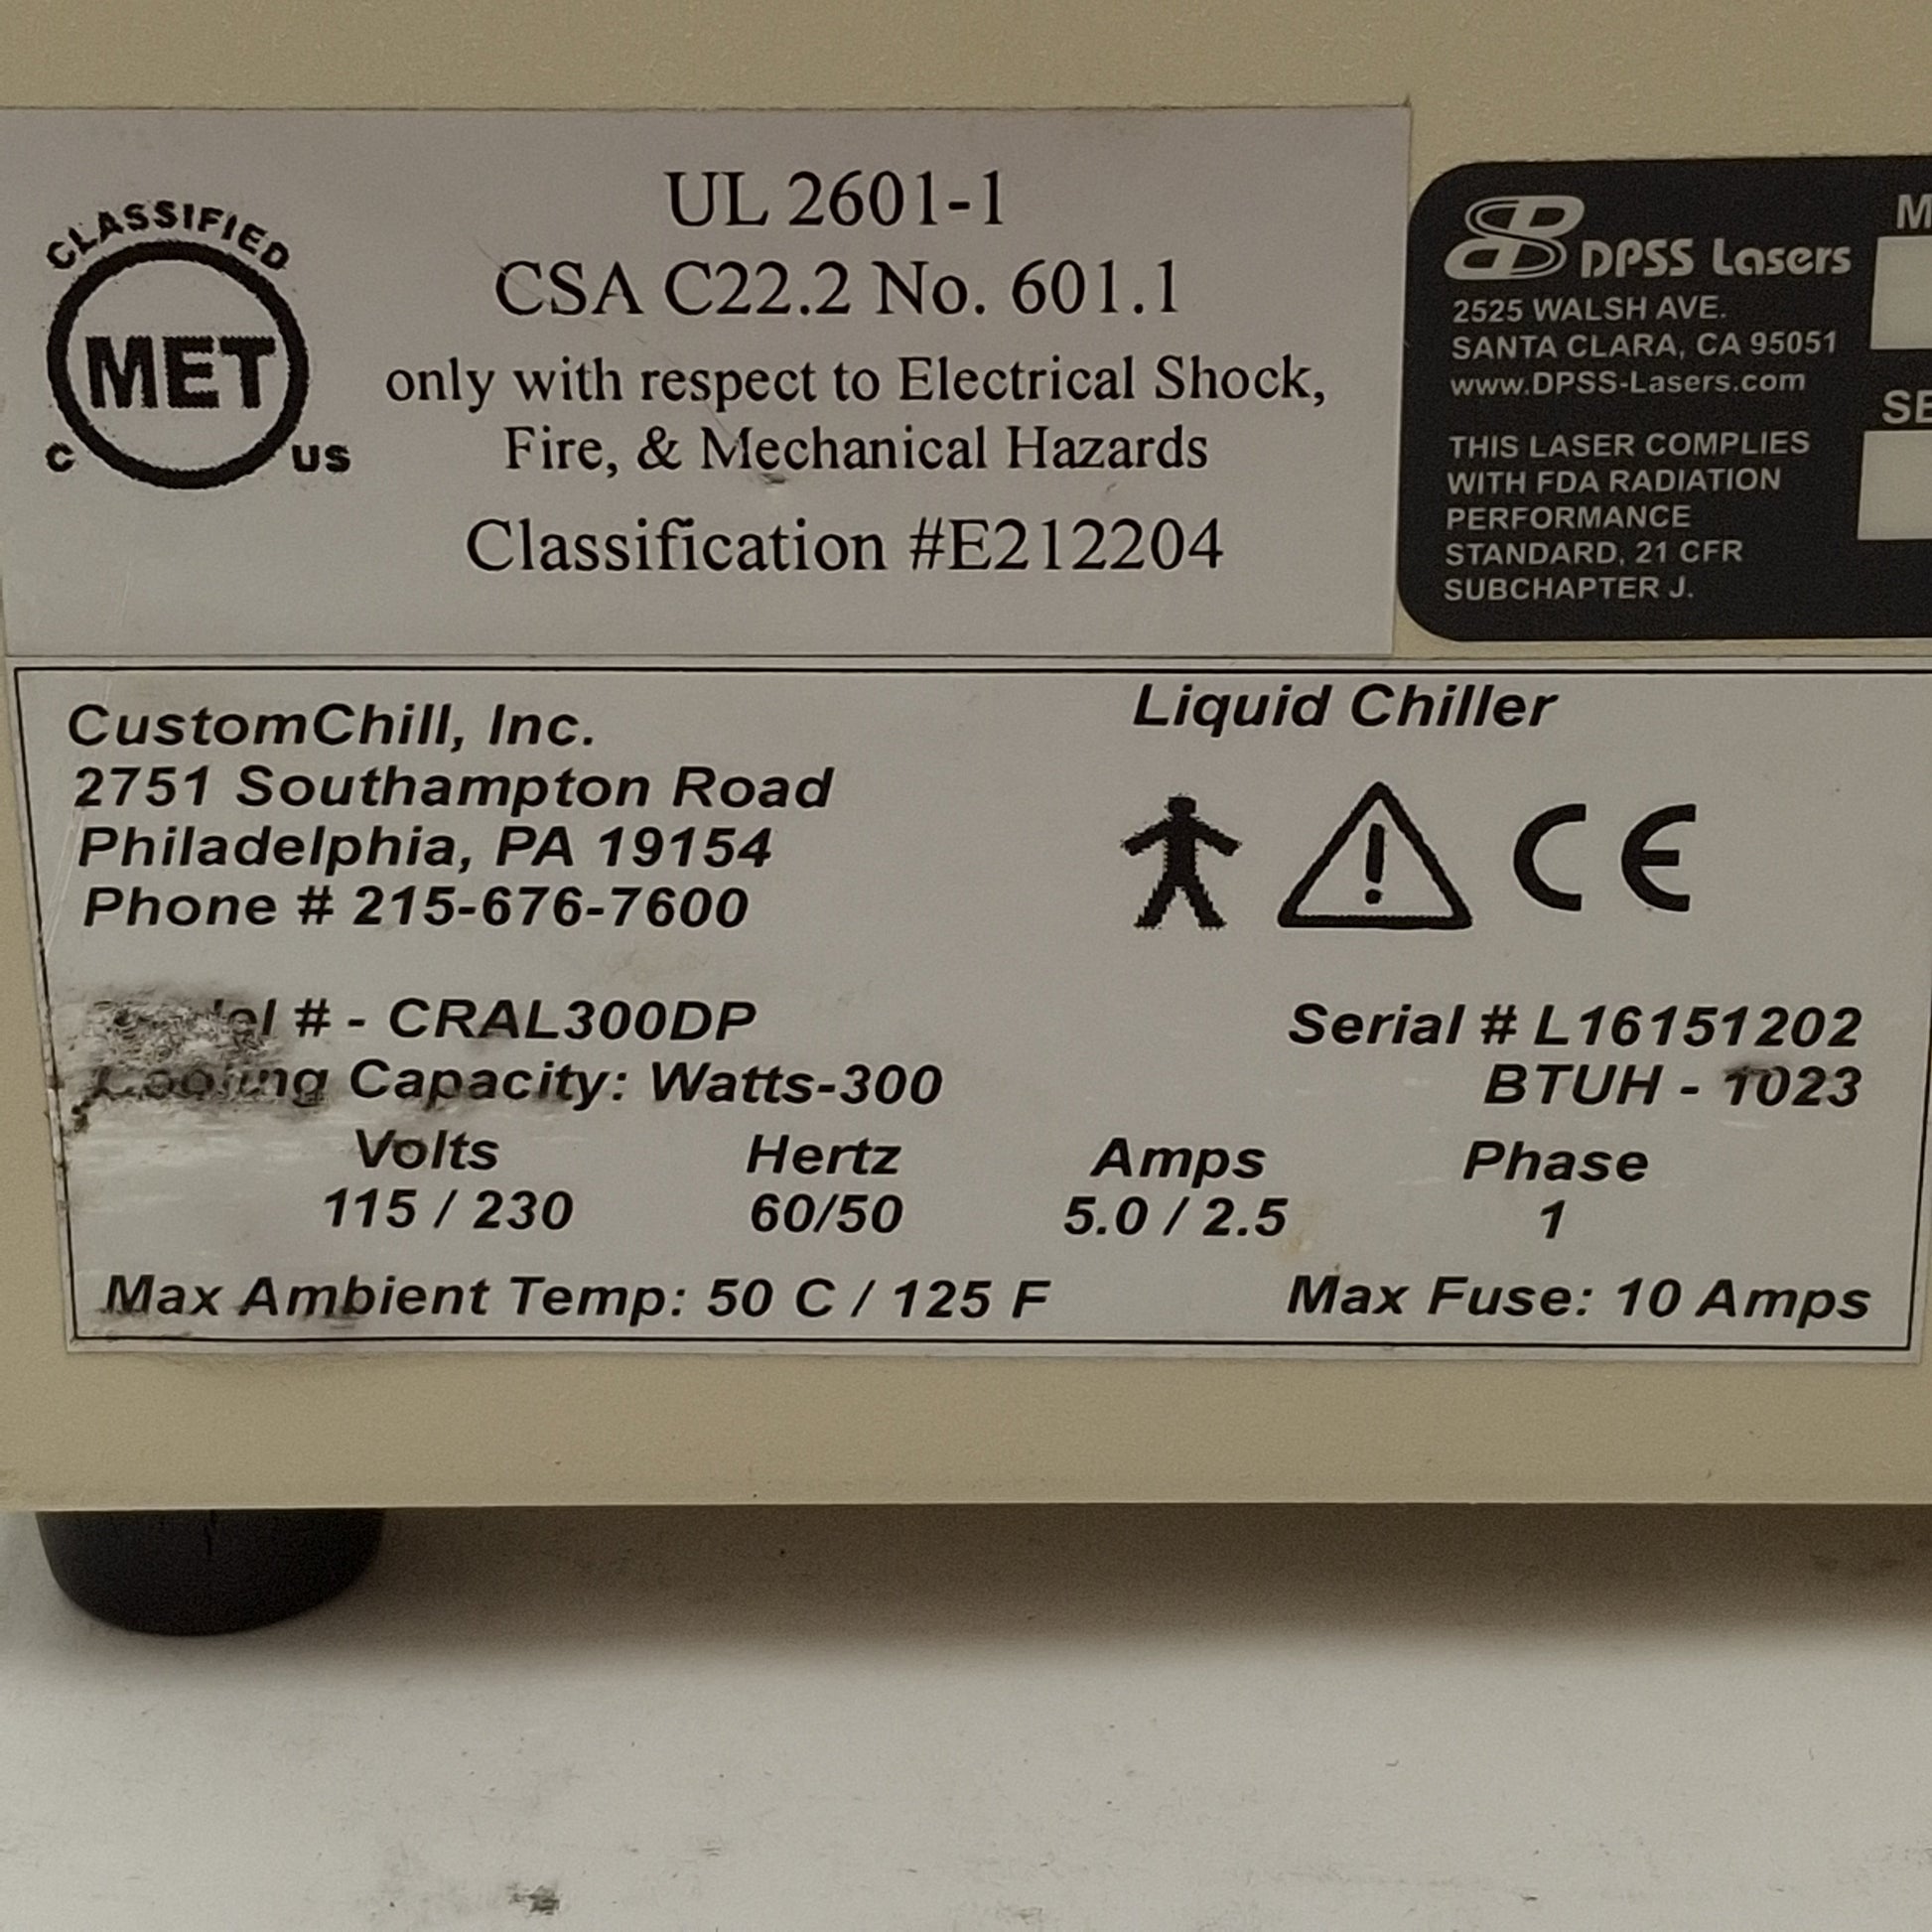 CLASSIFIED
MET
C US
UL 2601-1
CSA C22.2 No. 601.1
only with respect to Electrical Shock,
Fire, & Mechanical Hazards
Classification #E212204
DPSS Lasers
2525 WALSH AVE.
SANTA CLARA, CA 95051
www.DPSS-Lasers.com
THIS LASER COMPLIES
WITH FDA RADIATION
PERFORMANCE
STANDARD, 21 CFR
SUBCHAPTER J.
CustomChill, Inc.
2751 Southampton Road
Philadelphia, PA 19154
Phone # 215-676-7600
Liquid Chiller
CE
# - CRAL300DP
Serial # L16151202
Cooling Capacity: Watts-300
BTUH - 1023
Volts Hertz Amps Phase
115 / 230 60/50 5.0 / 2.5 1
Max Ambient Temp: 50 C / 125 F
Max Fuse: 10 Amps